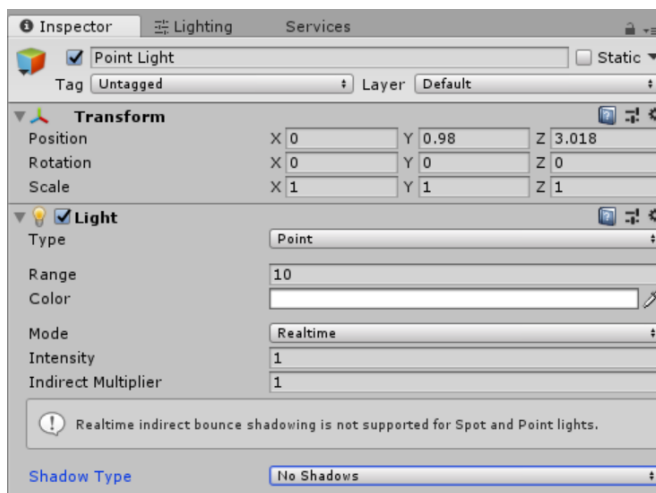 Inspector Lighting Services
Point Light Static
Tag Untagged Layer Default
Transform
Position X 0 Y 0.98 Z 3.018
Rotation X 0 Y 0 Z 0
Scale X 1 Y 1 Z 1
Light
Type Point
Range 10
Color
Mode Realtime
Intensity 1
Indirect Multiplier 1
Realtime indirect bounce shadowing is not supported for Spot and Point lights.
Shadow Type No Shadows